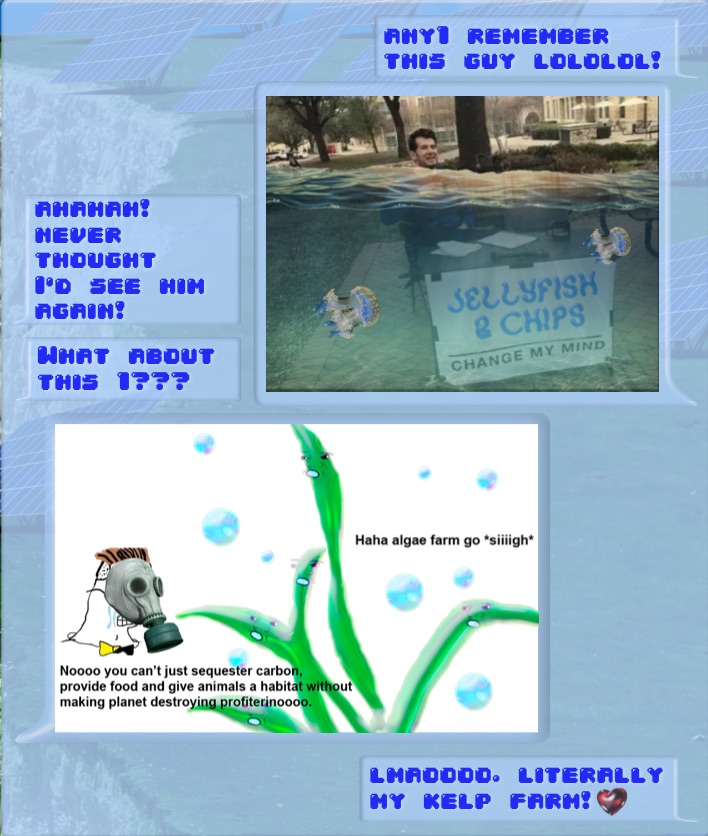 any1 remember
this guy lololol!
ahahah!
never
thought
I'd see him
again!
JELLYFISH
& CHIPS
CHANGE MY MIND
What about
this 1???
Haha algae farm go *siiiigh*
Noooo you can't just sequester carbon,
provide food and give animals a habitat without
making planet destroying profiterinoooo.
lmaoooo. literally
my kelp farm!